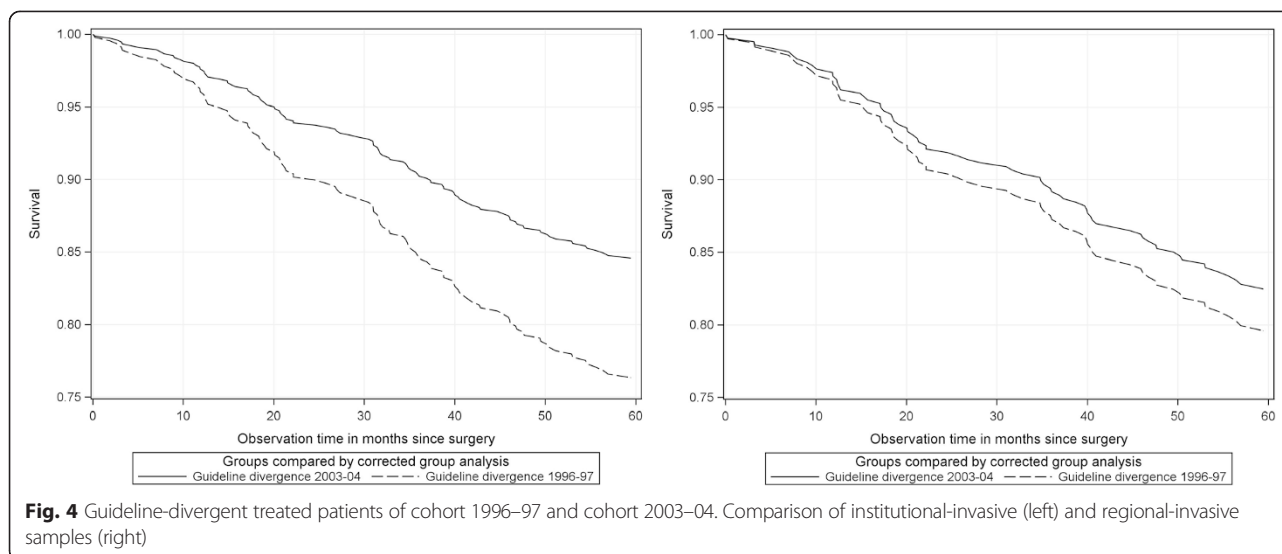 1.00
0.95
0.90
0.85
0.80
0.75
Survival
0 10 20 30 40 50 60
Observation time in months since surgery
Groups compared by corrected group analysis
Guideline divergence 2003-04 Guideline divergence 1996-97
1.00
0.95
0.90
0.85
0.80
0.75
Survival
0 10 20 30 40 50 60
Observation time in months since surgery
Groups compared by corrected group analysis
Guideline divergence 2003-04 Guideline divergence 1996-97
Fig. 4 Guideline-divergent treated patients of cohort 1996–97 and cohort 2003–04. Comparison of institutional-invasive (left) and regional-invasive
samples (right)